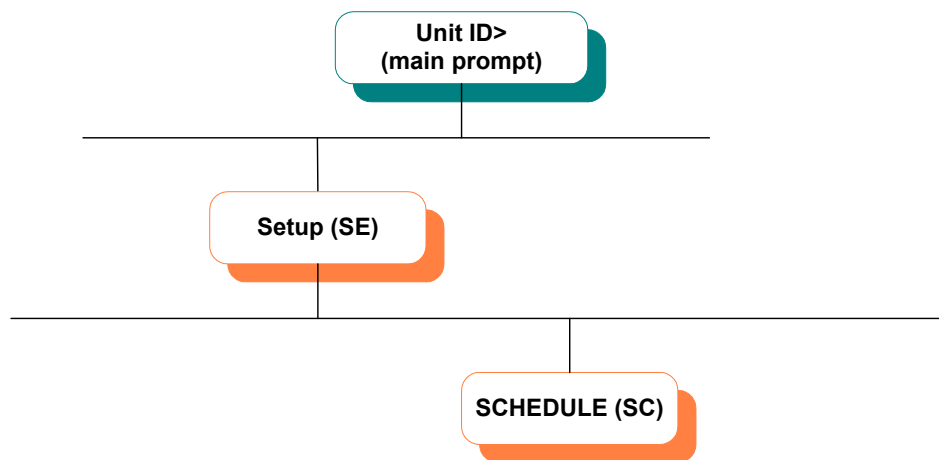 Unit ID>
(main prompt)
Setup (SE)
SCHEDULE (SC)